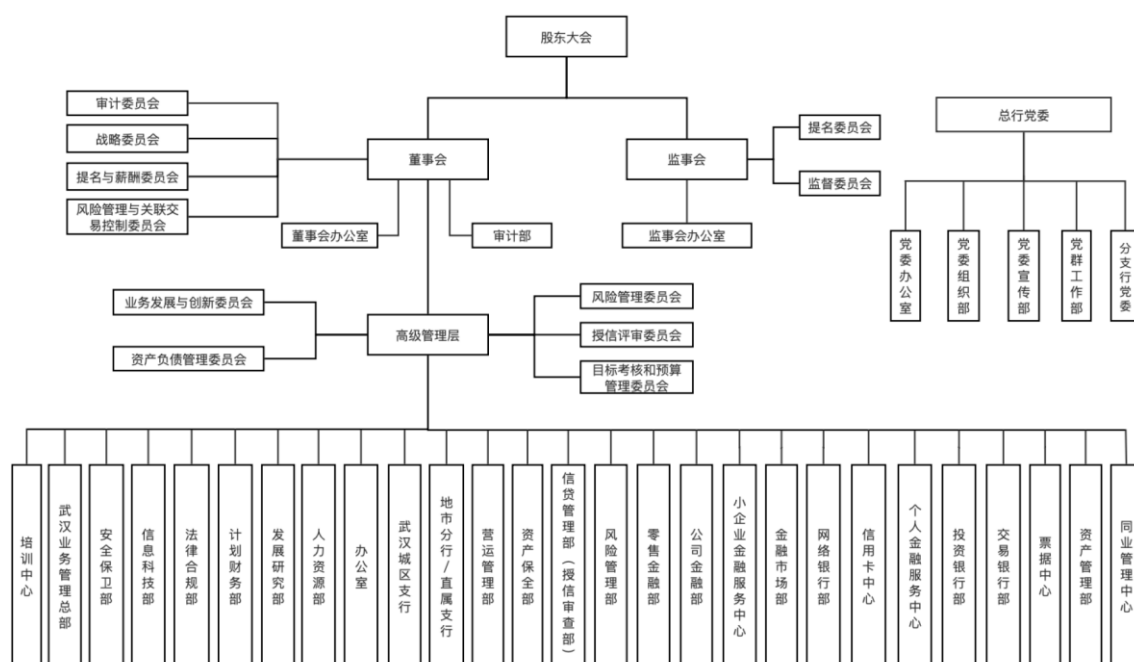 股东大会
审计委员会
战略委员会
提名与薪酬委员会
风险管理与关联交
易控制委员会
董事会
监事会
提名委员会
监督委员会
总行党委
董事会办公室
审计部
监事会办公室
党委办公室
党委组织部
党委宣传部
党群工作部
分支行党委
业务发展与创新委员会
资产负债管理委员会
高级管理层
风险管理委员会
授信评审委员会
目标考核和预算
管理委员会
培训中心
武汉业务管理总部
安全保卫部
信息科技部
法律合规部
计划财务部
发展研究部
人力资源部
办公室
武汉城区支行
地市分行/直属支行
营运管理部
资产保全部
信贷管理部（授信审查部）
风险管理部
零售金融部
公司金融部
小企业金融服务中心
金融市场部
网络银行部
信用卡中心
个人金融服务中心
投资银行部
交易银行部
票据中心
资产管理部
同业管理中心